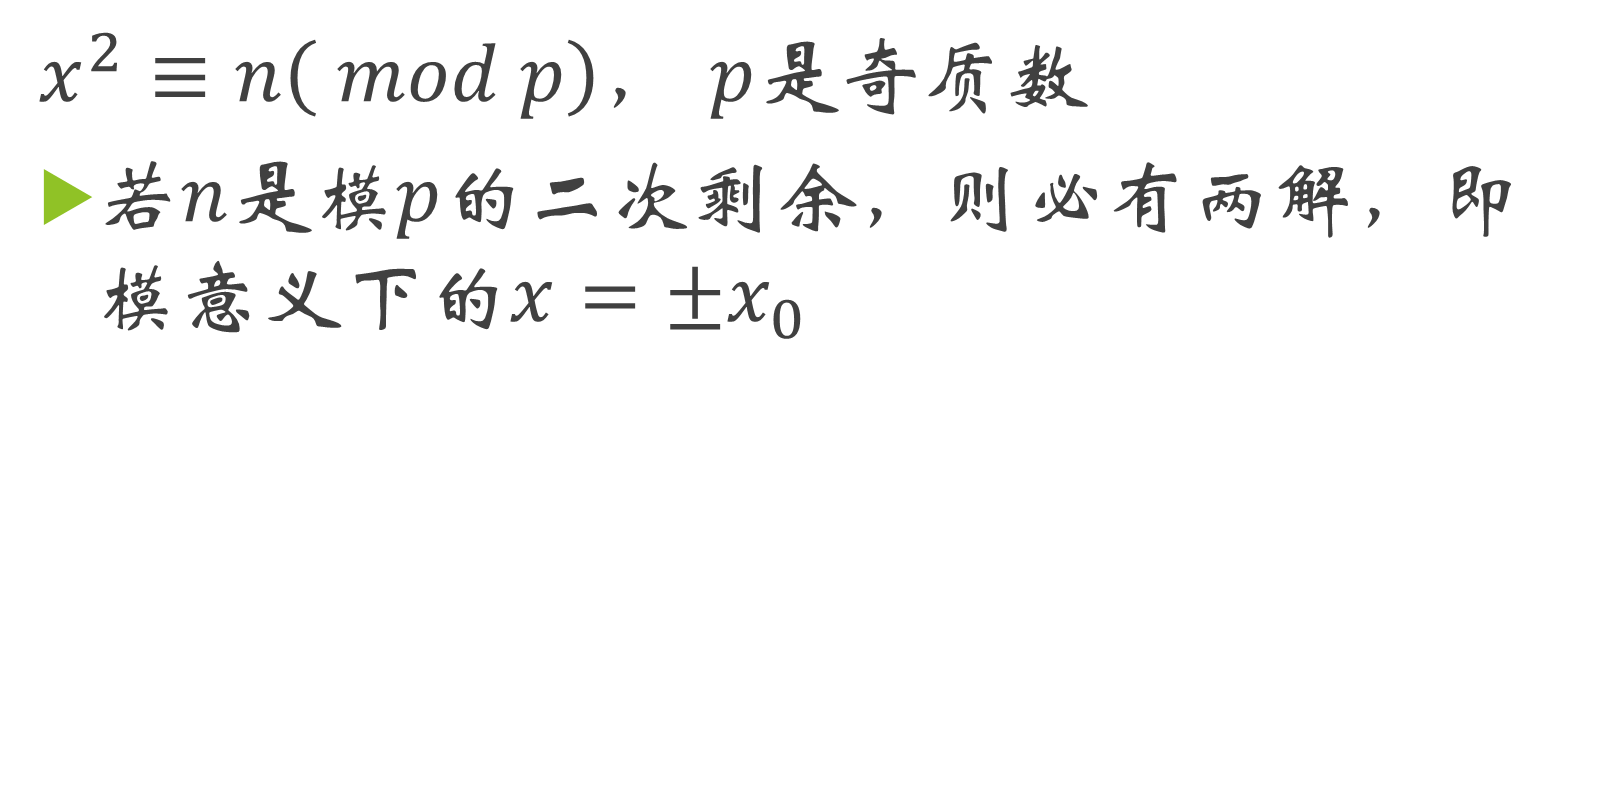 x² ≡ n( mod p)， p是奇质数
若n是模p的二次剩余，则必有两解，即
模意义下的x = ±x₀